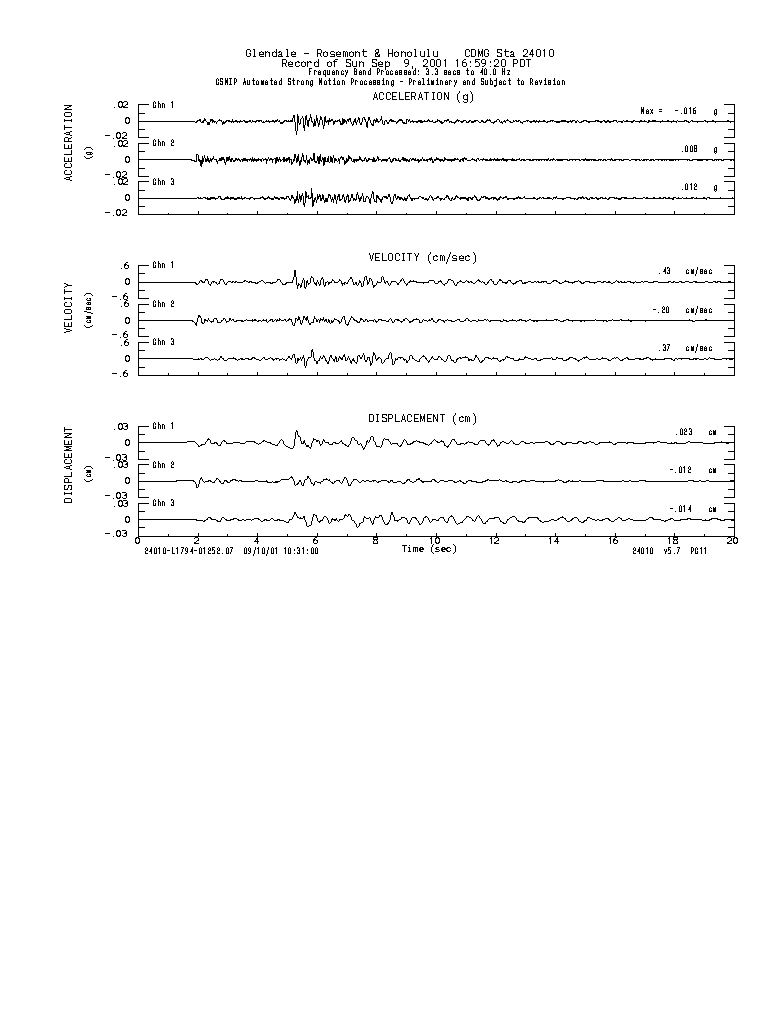 Glendale - Rosemont & Honolulu    CDMG Sta 24010
Record of Sun Sep  9, 2001 16:59:20 PDT
Frequency Band Processed: 3.3 secs to 40.0 Hz
CSMIP Automated Strong Motion Processing - Preliminary and Subject to Revision
ACCELERATION (g)
ACCELERATION
(g)
.02 Chn 1 Max = -.016 g
0
-.02
.02 Chn 2 .008 g
0
-.02
.02 Chn 3 .012 g
0
-.02
VELOCITY (cm/sec)
VELOCITY
(cm/sec)
.6 Chn 1 .43 cm/sec
0
-.6
.6 Chn 2 -.20 cm/sec
0
-.6
.6 Chn 3 .37 cm/sec
0
-.6
DISPLACEMENT (cm)
DISPLACEMENT
(cm)
.03 Chn 1 .023 cm
0
-.03
.03 Chn 2 -.012 cm
0
-.03
.03 Chn 3 -.014 cm
0
-.03
0 2 4 6 8 10 12 14 16 18 20
Time (sec)
24010-L1794-01252.07  09/10/01 10:31:00
24010  v5.7  PC11